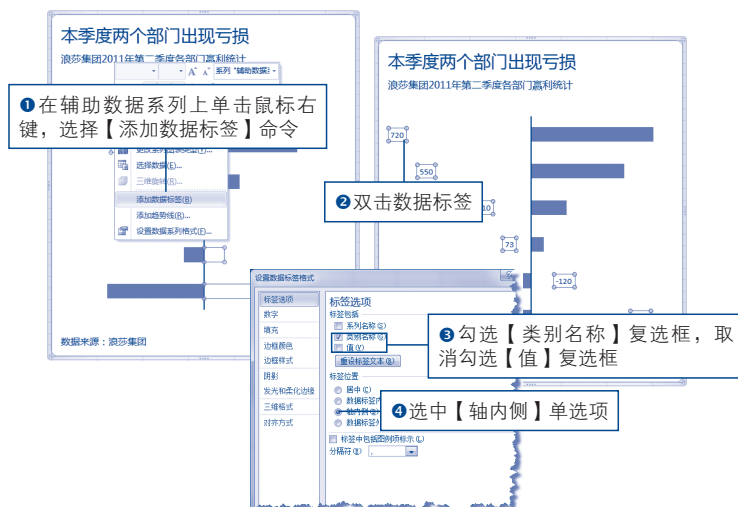 本季度两个部门出现亏损
浪莎集团2011年第二季度各部门赢利统计
系列"辅助数据
❶在辅助数据系列上单击鼠标右
键，选择【添加数据标签】命令
选择数据(E)...
三维旋转(R)...
添加数据标签(B)
添加趋势线(R)...
设置数据系列格式(F)...
数据来源：浪莎集团
本季度两个部门出现亏损
浪莎集团2011年第二季度各部门赢利统计
720
550
❷双击数据标签
10
73
-120
设置数据标签格式
标签选项
数字
填充
边框颜色
边框样式
阴影
发光和柔化边缘
三维格式
对齐方式
标签选项
标签包括
系列名称(S)
类别名称(G)
值(V)
重设标签文本(R)
❸勾选【类别名称】复选框，取
消勾选【值】复选框
标签位置
居中(C)
数据标签内
轴内侧(D)
数据标签外
❹选中【轴内侧】单选项
标签中包括图例项标示(L)
分隔符(E) ,